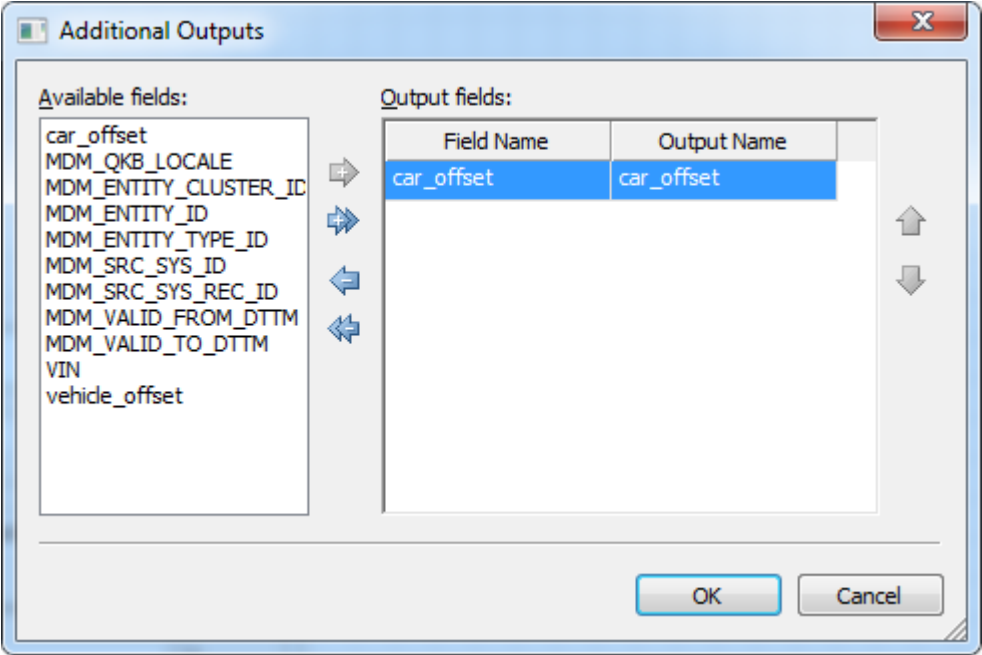 Additional Outputs
Available fields:
car_offset
MDM_QKB_LOCALE
MDM_ENTITY_CLUSTER_ID
MDM_ENTITY_ID
MDM_ENTITY_TYPE_ID
MDM_SRC_SYS_ID
MDM_SRC_SYS_REC_ID
MDM_VALID_FROM_DTTM
MDM_VALID_TO_DTTM
VIN
vehicle_offset
Output fields:
Field Name Output Name
car_offset car_offset
OK Cancel